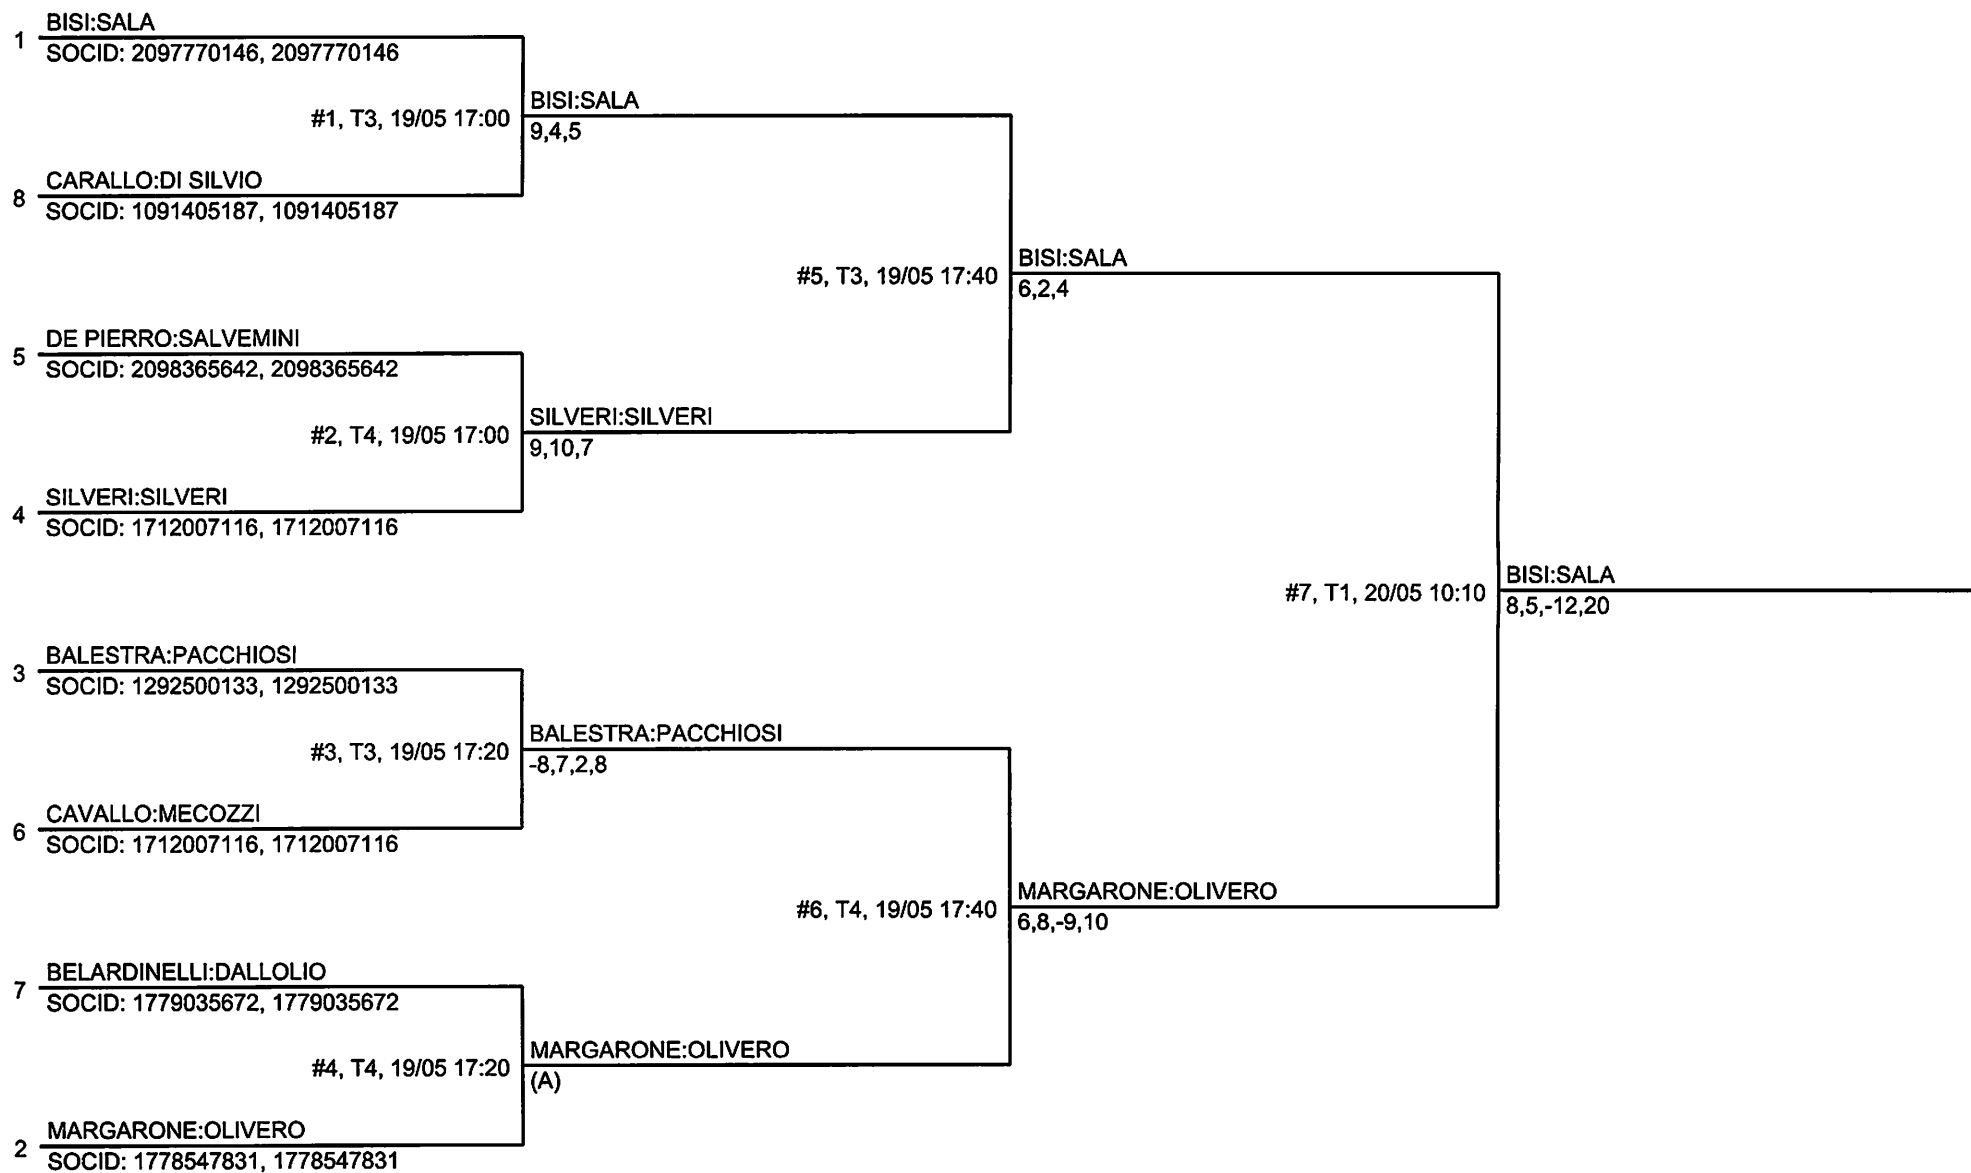 BISI:SALA
1
SOCID: 2097770146, 2097770146
#1, T3, 19/05 17:00
BISI:SALA
9,4,5
CARALLO:DI SILVIO
8
SOCID: 1091405187, 1091405187
#5, T3, 19/05 17:40
BISI:SALA
6,2,4
DE PIERRO:SALVEMINI
5
SOCID: 2098365642, 2098365642
#2, T4, 19/05 17:00
SILVERI:SILVERI
9,10,7
SILVERI:SILVERI
4
SOCID: 1712007116, 1712007116
#7, T1, 20/05 10:10
BISI:SALA
8,5,-12,20
BALESTRA:PACCHIOSI
3
SOCID: 1292500133, 1292500133
#3, T3, 19/05 17:20
BALESTRA:PACCHIOSI
-8,7,2,8
CAVALLO:MECOZZI
6
SOCID: 1712007116, 1712007116
#6, T4, 19/05 17:40
MARGARONE:OLIVERO
6,8,-9,10
BELARDINELLI:DALLOLIO
7
SOCID: 1779035672, 1779035672
#4, T4, 19/05 17:20
MARGARONE:OLIVERO
(A)
MARGARONE:OLIVERO
2
SOCID: 1778547831, 1778547831